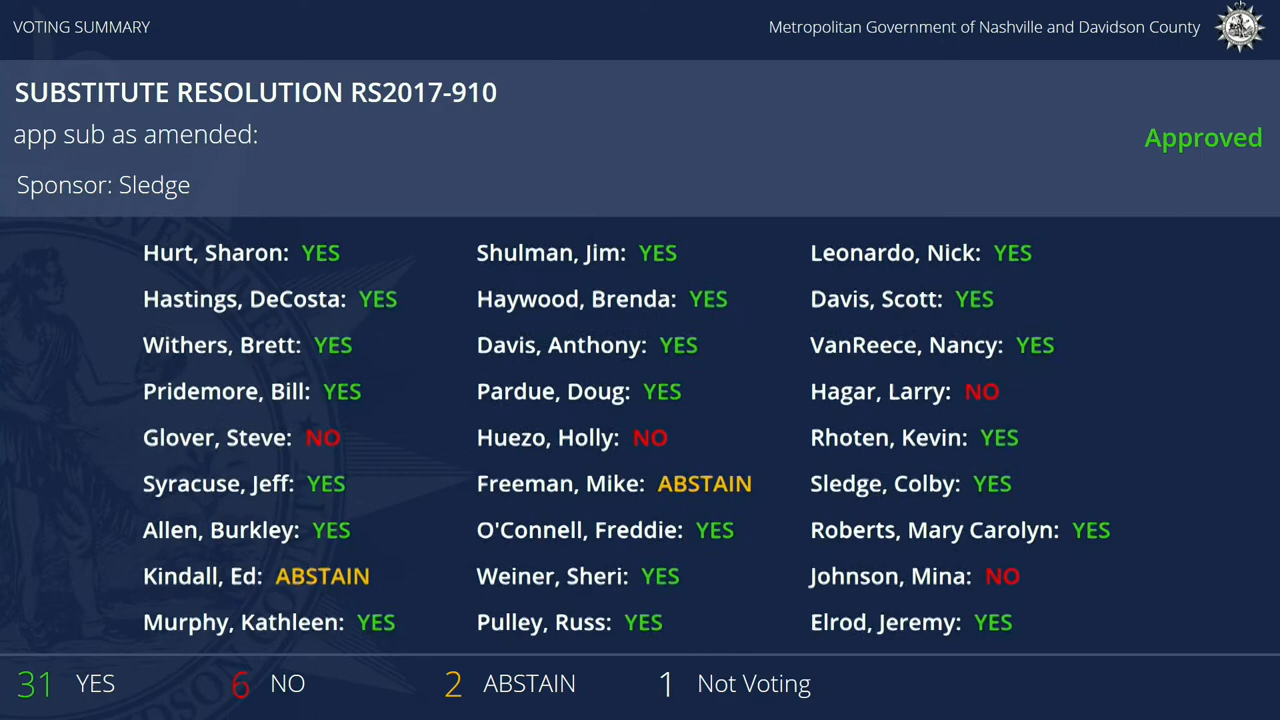 VOTING SUMMARY
Metropolitan Government of Nashville and Davidson County
SUBSTITUTE RESOLUTION RS2017-910
app sub as amended:
Approved
Sponsor: Sledge
Hurt, Sharon: YES Shulman, Jim: YES Leonardo, Nick: YES
Hastings, DeCosta: YES Haywood, Brenda: YES Davis, Scott: YES
Withers, Brett: YES Davis, Anthony: YES VanReece, Nancy: YES
Pridemore, Bill: YES Pardue, Doug: YES Hagar, Larry: NO
Glover, Steve: NO Huezo, Holly: NO Rhoten, Kevin: YES
Syracuse, Jeff: YES Freeman, Mike: ABSTAIN Sledge, Colby: YES
Allen, Burkley: YES O'Connell, Freddie: YES Roberts, Mary Carolyn: YES
Kindall, Ed: ABSTAIN Weiner, Sheri: YES Johnson, Mina: NO
Murphy, Kathleen: YES Pulley, Russ: YES Elrod, Jeremy: YES
31 YES 6 NO 2 ABSTAIN 1 Not Voting